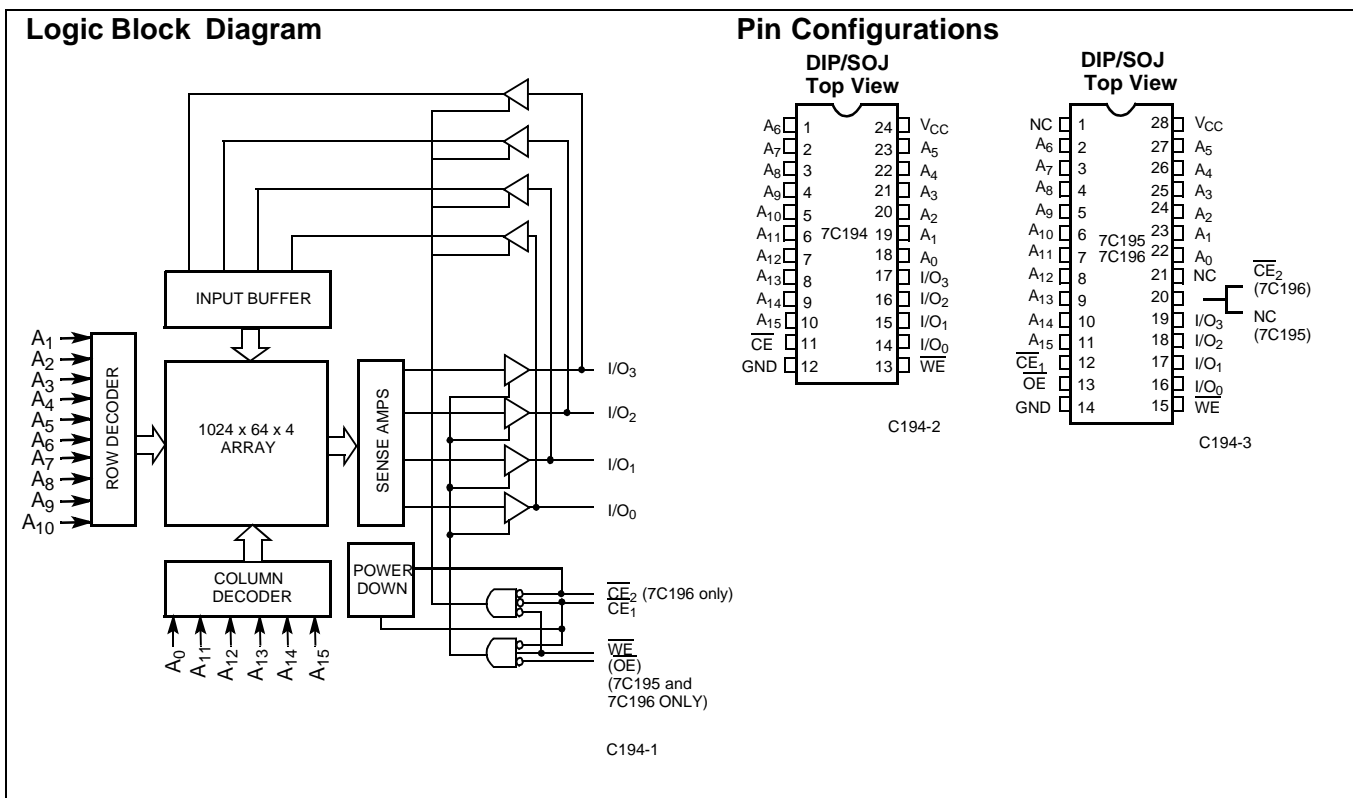 Logic Block Diagram
INPUT BUFFER
A1
A2
A3
A4
A5
A6
A7
A8
A9
A10
ROW DECODER
1024 x 64 x 4
ARRAY
SENSE AMPS
I/O3
I/O2
I/O1
I/O0
COLUMN
DECODER
A0
A11
A12
A13
A14
A15
POWER
DOWN
CE2 (7C196 only)
CE1
WE
(OE)
(7C195 and
7C196 ONLY)
C194-1
Pin Configurations
DIP/SOJ
Top View
A6 1 24 VCC
A7 2 23 A5
A8 3 22 A4
A9 4 21 A3
A10 5 20 A2
A11 6 7C194 19 A1
A12 7 18 A0
A13 8 17 I/O3
A14 9 16 I/O2
A15 10 15 I/O1
CE 11 14 I/O0
GND 12 13 WE
C194-2
DIP/SOJ
Top View
NC 1 28 VCC
A6 2 27 A5
A7 3 26 A4
A8 4 25 A3
A9 5 24 A2
A10 6 7C195 23 A1
A11 7 7C196 22 A0
A12 8 21 NC
A13 9 20
A14 10 19 I/O3
A15 11 18 I/O2
CE1 12 17 I/O1
OE 13 16 I/O0
GND 14 15 WE
CE2
(7C196)
NC
(7C195)
C194-3